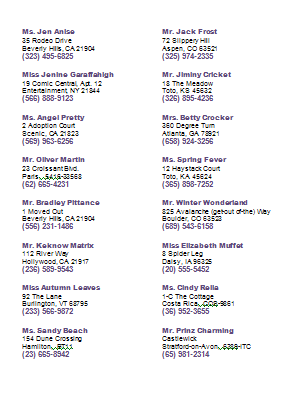 Ms. Jen Anise
35 Rodeo Drive
Beverly Hills, CA 21904
(323) 495-6825
Miss Jenine Garaffahigh
19 Comic Central, Apt. 12
Entertainment, NY 21844
(566) 888-9123
Ms. Angel Pretty
2 Adoption Court
Scenic, CA 21823
(569) 963-6256
Mr. Oliver Martin
23 Croissant Blvd.
Paris,
(62) 665-4231
Mr. Bradley Pittance
1 Moved Out
Beverly Hills, CA 21904
(556) 231-1486
Mr. Keknow Matrix
112 River Way
Hollywood, CA 21917
(236) 589-9543
Miss Autumn Leaves
92 The Lane
Burlington, VT 68795
(233) 566-9872
Ms. Sandy Beach
154 Dune Crossing
Hamilton,
(23) 665-8942
Mr. Jack Frost
72 Slippery Hill
Aspen, CO 63521
(325) 974-2335
Mr. Jiminy Cricket
18 The Meadow
Toto, KS 45632
(326) 895-4236
Mrs. Betty Crocker
360 Degree Turn
Atlanta, GA 78921
(658) 924-3256
Ms. Spring Fever
12 Haystack Court
Toto, KA 45624
(365) 898-7252
Mr. Winter Wonderland
825 Avalanche (get-out-of-the) Way
Boulder, CO 63523
(689) 543-6158
Miss Elizabeth Muffet
8 Spider Leg
Daisy, IA 96325
(20) 555-5452
Ms. Cindy Rella
1-C The Cottage
Costa Rica,
(36) 952-3655
Mr. Prinz Charming
Castlewick
Stratford-on-Avon,
(65) 981-2314